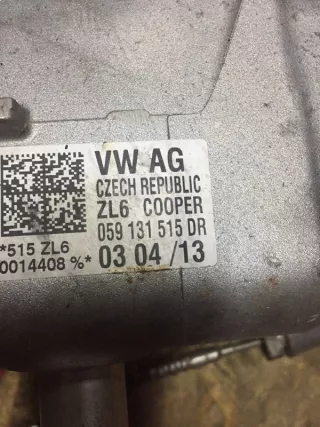 VW AG
CZECH REPUBLIC
ZL6 COOPER
059 131 515 DR
03 04 /13
*515 ZL6
0014408 %*